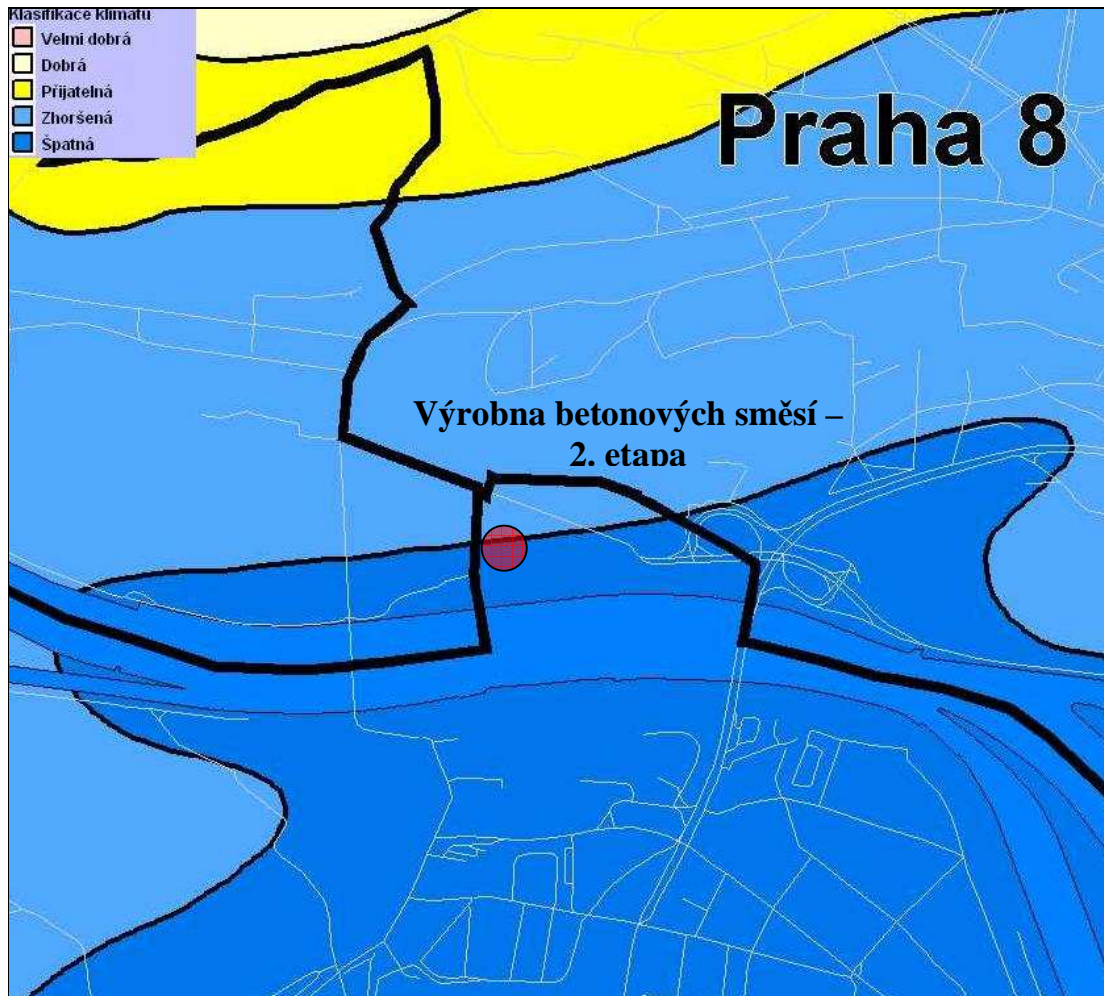 Klasifikace klimatu
Velmi dobrá
Dobrá
Přijatelná
Zhoršená
Špatná
Praha 8
Výrobna betonových směsí –
2. etapa